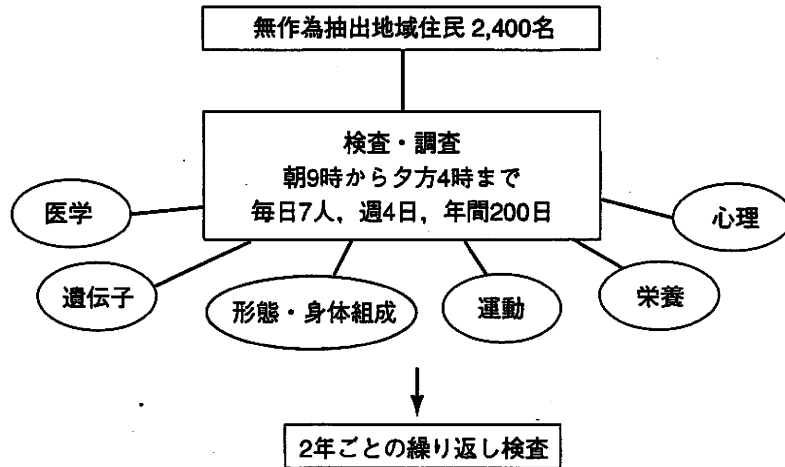 無作為抽出地域住民 2,400名
検査・調査
朝9時から夕方4時まで
毎日7人，週4日，年間200日
医学
心理
遺伝子
形態・身体組成
運動
栄養
2年ごとの繰り返し検査